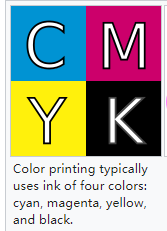 C M
Y K
Color printing typically
uses ink of four colors:
cyan, magenta, yellow,
and black.